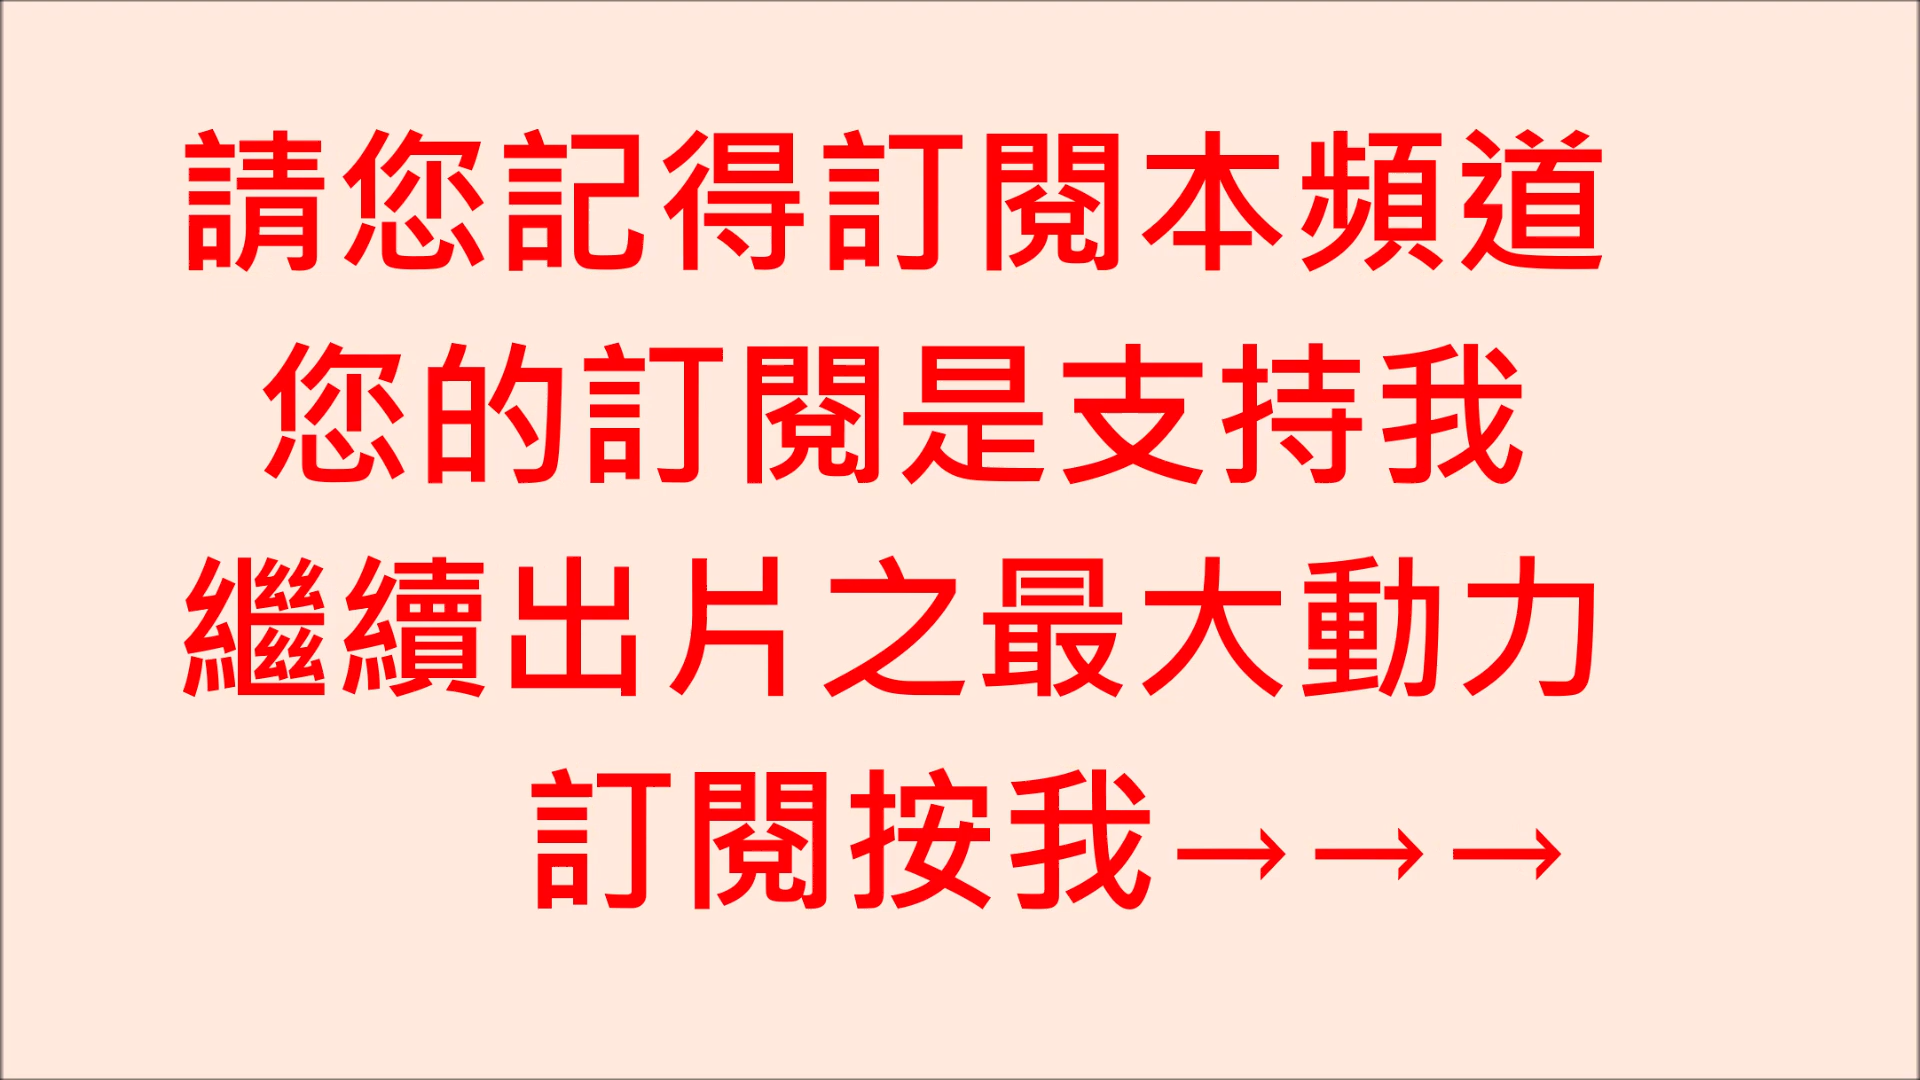 請您記得訂閱本頻道
您的訂閱是支持我
繼續出片之最大動力
訂閱按我→→→